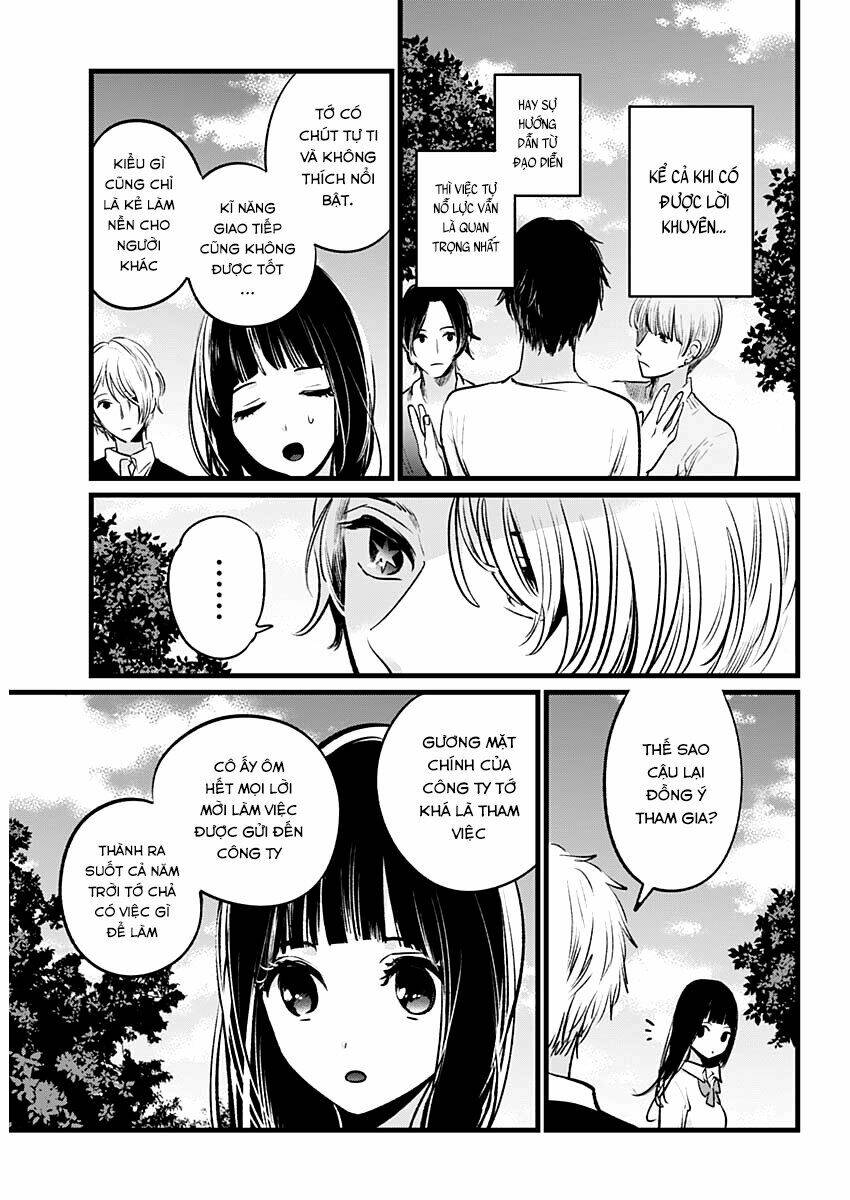 KỂ CẢ KHI CÓ
ĐƯỢC LỜI
KHUYÊN...
HAY SỰ
HƯỚNG
DẪN TỪ
ĐẠO DIỄN
THÌ VIỆC TỰ
NỖ LỰC VẪN
LÀ QUAN
TRỌNG NHẤT
TỚ CÓ
CHÚT TỰ TI
VÀ KHÔNG
THÍCH NỔI
BẬT.
KĨ NĂNG
GIAO TIẾP
CŨNG KHÔNG
ĐƯỢC TỐT
...
KIỂU GÌ
CŨNG CHỈ
LÀ KẺ LÀM
NỀN CHO
NGƯỜI
KHÁC
......
THẾ SAO
CẬU LẠI
ĐỒNG Ý
THAM GIA?
GƯƠNG MẶT
CHÍNH CỦA
CÔNG TY TỚ
KHÁ LÀ THAM
VIỆC
CÔ ẤY ÔM
HẾT MỌI LỜI
MỜI LÀM VIỆC
ĐƯỢC GỬI ĐẾN
CÔNG TY
THÀNH RA
SUỐT CẢ NĂM
TRỜI TỚ CHẢ
CÓ VIỆC GÌ
ĐỂ LÀM